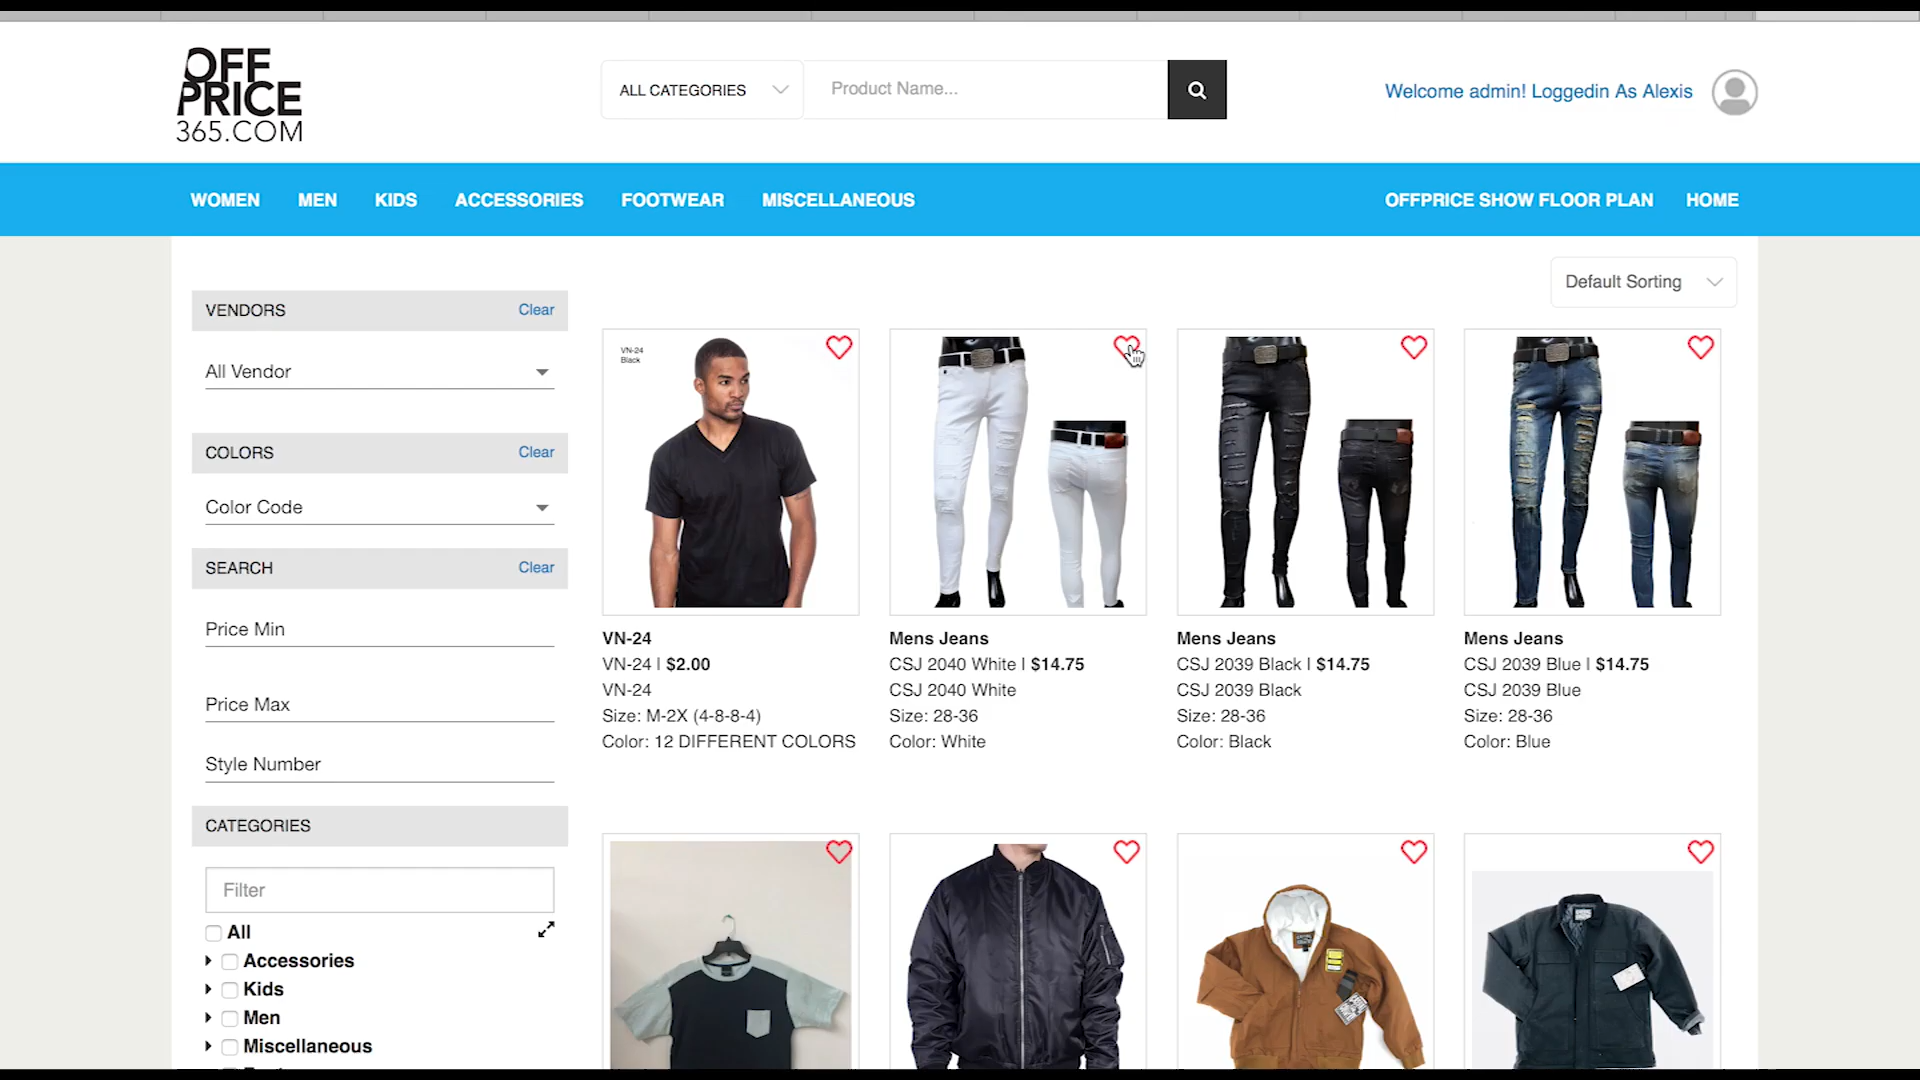 OFF
PRICE
365.COM
ALL CATEGORIES
Product Name...
Welcome admin! Loggedin As Alexis
WOMEN
MEN
KIDS
ACCESSORIES
FOOTWEAR
MISCELLANEOUS
OFFPRICE SHOW FLOOR PLAN
HOME
Default Sorting
VENDORS
Clear
All Vendor
COLORS
Clear
Color Code
SEARCH
Clear
Price Min
Price Max
Style Number
CATEGORIES
Filter
All
Accessories
Kids
Men
Miscellaneous
VN-24
Black
VN-24
VN-24 | $2.00
VN-24
Size: M-2X (4-8-8-4)
Color: 12 DIFFERENT COLORS
Mens Jeans
CSJ 2040 White | $14.75
CSJ 2040 White
Size: 28-36
Color: White
Mens Jeans
CSJ 2039 Black | $14.75
CSJ 2039 Black
Size: 28-36
Color: Black
Mens Jeans
CSJ 2039 Blue | $14.75
CSJ 2039 Blue
Size: 28-36
Color: Blue